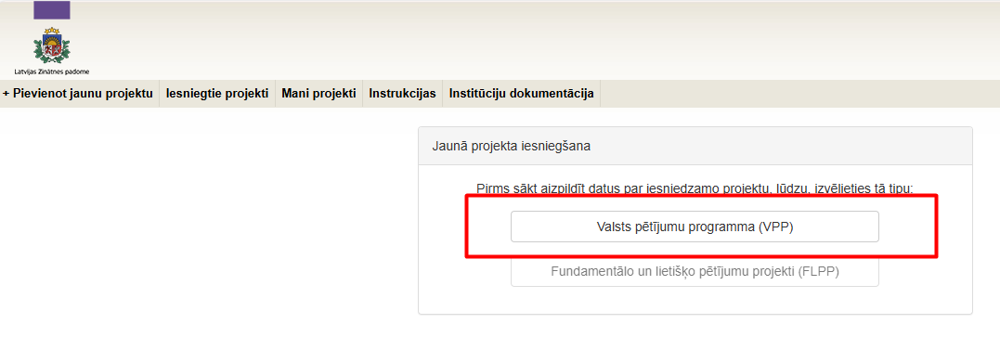 Latvijas Zinātnes padome
+ Pievienot jaunu projektu Iesniegtie projekti Mani projekti Instrukcijas Institūciju dokumentācija
Jaunā projekta iesniegšana
Pirms sākt aizpildīt datus par iesniedzamo projektu, lūdzu, izvēlieties tā tipu:
Valsts pētījumu programma (VPP)
Fundamentālo un lietišķo pētījumu projekti (FLPP)